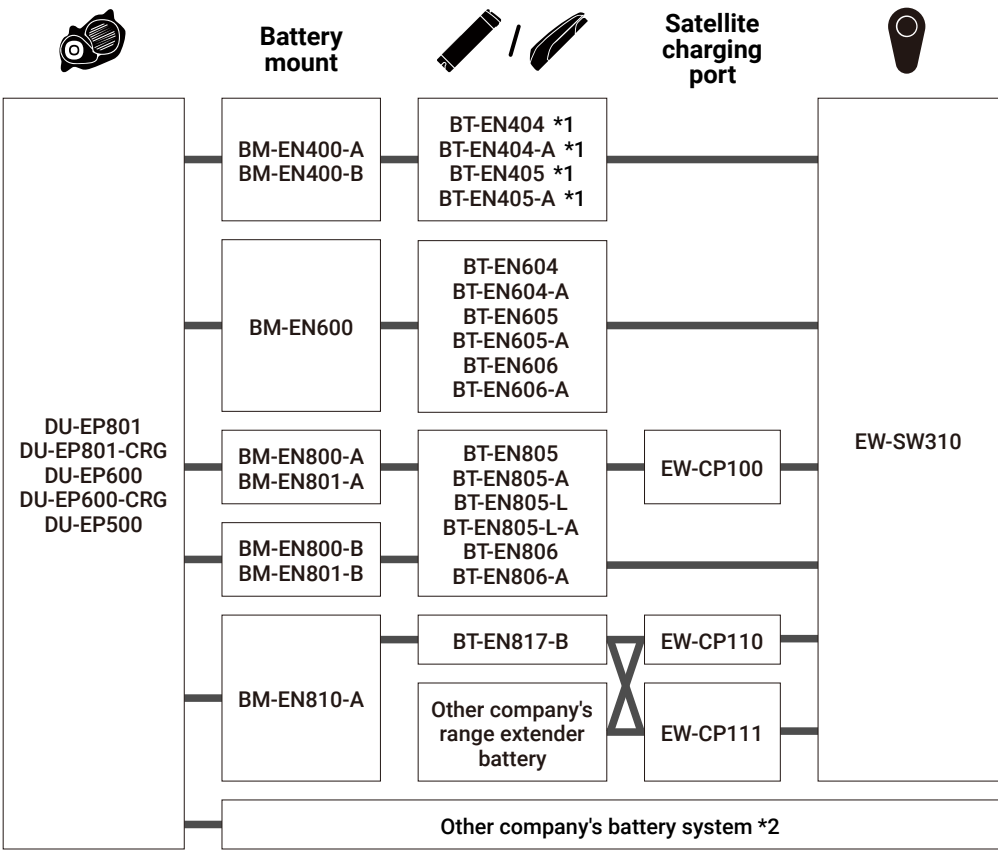 Battery
mount
Satellite
charging
port
DU-EP801
DU-EP801-CRG
DU-EP600
DU-EP600-CRG
DU-EP500
BM-EN400-A
BM-EN400-B
BT-EN404 *1
BT-EN404-A *1
BT-EN405 *1
BT-EN405-A *1
BM-EN600
BT-EN604
BT-EN604-A
BT-EN605
BT-EN605-A
BT-EN606
BT-EN606-A
BM-EN800-A
BM-EN801-A
BM-EN800-B
BM-EN801-B
BT-EN805
BT-EN805-A
BT-EN805-L
BT-EN805-L-A
BT-EN806
BT-EN806-A
EW-CP100
BM-EN810-A
BT-EN817-B
Other company's
range extender
battery
EW-CP110
EW-CP111
EW-SW310
Other company's battery system *2